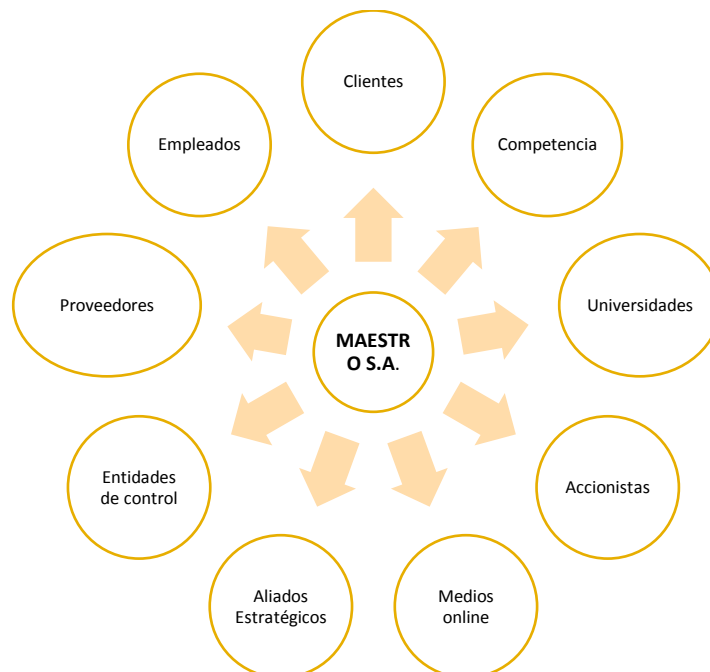 Clientes
Empleados
Competencia
Proveedores
Universidades
MAESTR
O S.A.
Entidades
de control
Accionistas
Aliados
Estratégicos
Medios
online